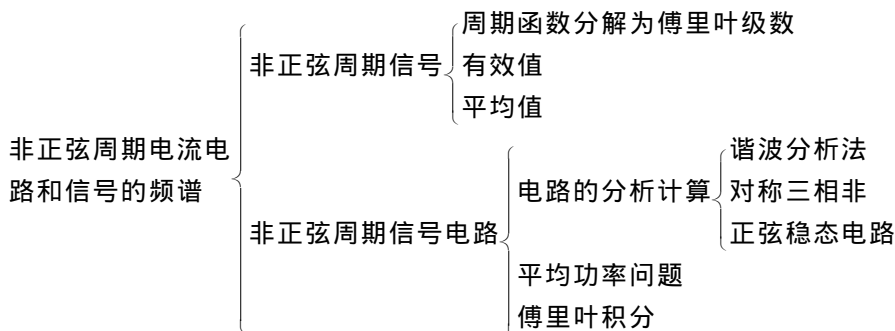 非正弦周期电流电
路和信号的频谱
非正弦周期信号
周期函数分解为傅里叶级数
有效值
平均值
非正弦周期信号电路
电路的分析计算
谐波分析法
对称三相非
正弦稳态电路
平均功率问题
傅里叶积分